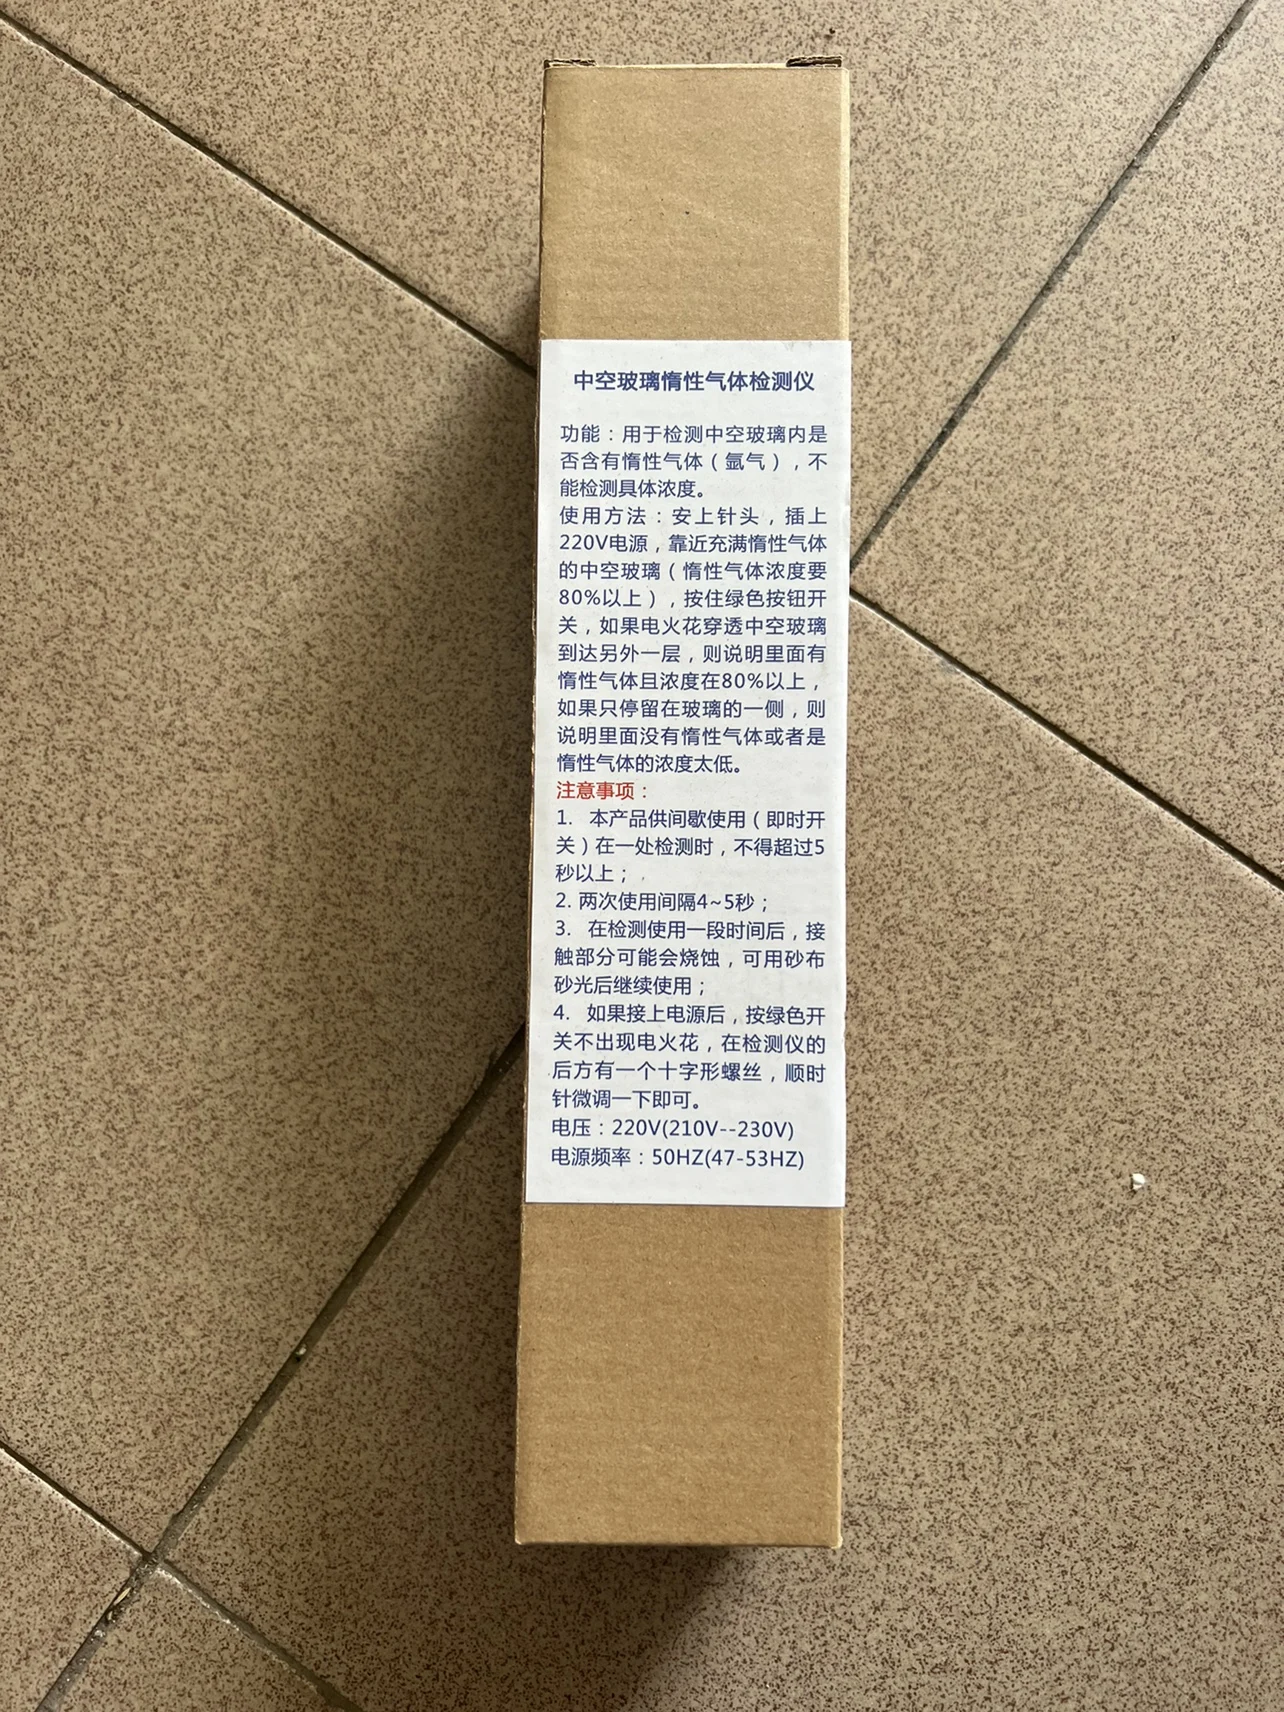 中空玻璃惰性气体检测仪
功能：用于检测中空玻璃内是
否含有惰性气体（氩气），不
能检测具体浓度。
使用方法：安上针头，插上
220V电源，靠近充满惰性气体
的中空玻璃（惰性气体浓度要
80%以上），按住绿色按钮开
关，如果电火花穿透中空玻璃
到达另外一层，则说明里面有
惰性气体且浓度在80%以上，
如果只停留在玻璃的一侧，则
说明里面没有惰性气体或者是
惰性气体的浓度太低。
注意事项：
1. 本产品供间歇使用（即时开
关）在一处检测时，不得超过5
秒以上；
2. 两次使用间隔4~5秒；
3. 在检测使用一段时间后，接
触部分可能会烧蚀，可用砂布
砂光后继续使用；
4. 如果接上电源后，按绿色开
关不出现电火花，在检测仪的
后方有一个十字形螺丝，顺时
针微调一下即可。
电压：220V(210V--230V)
电源频率：50HZ(47-53HZ)